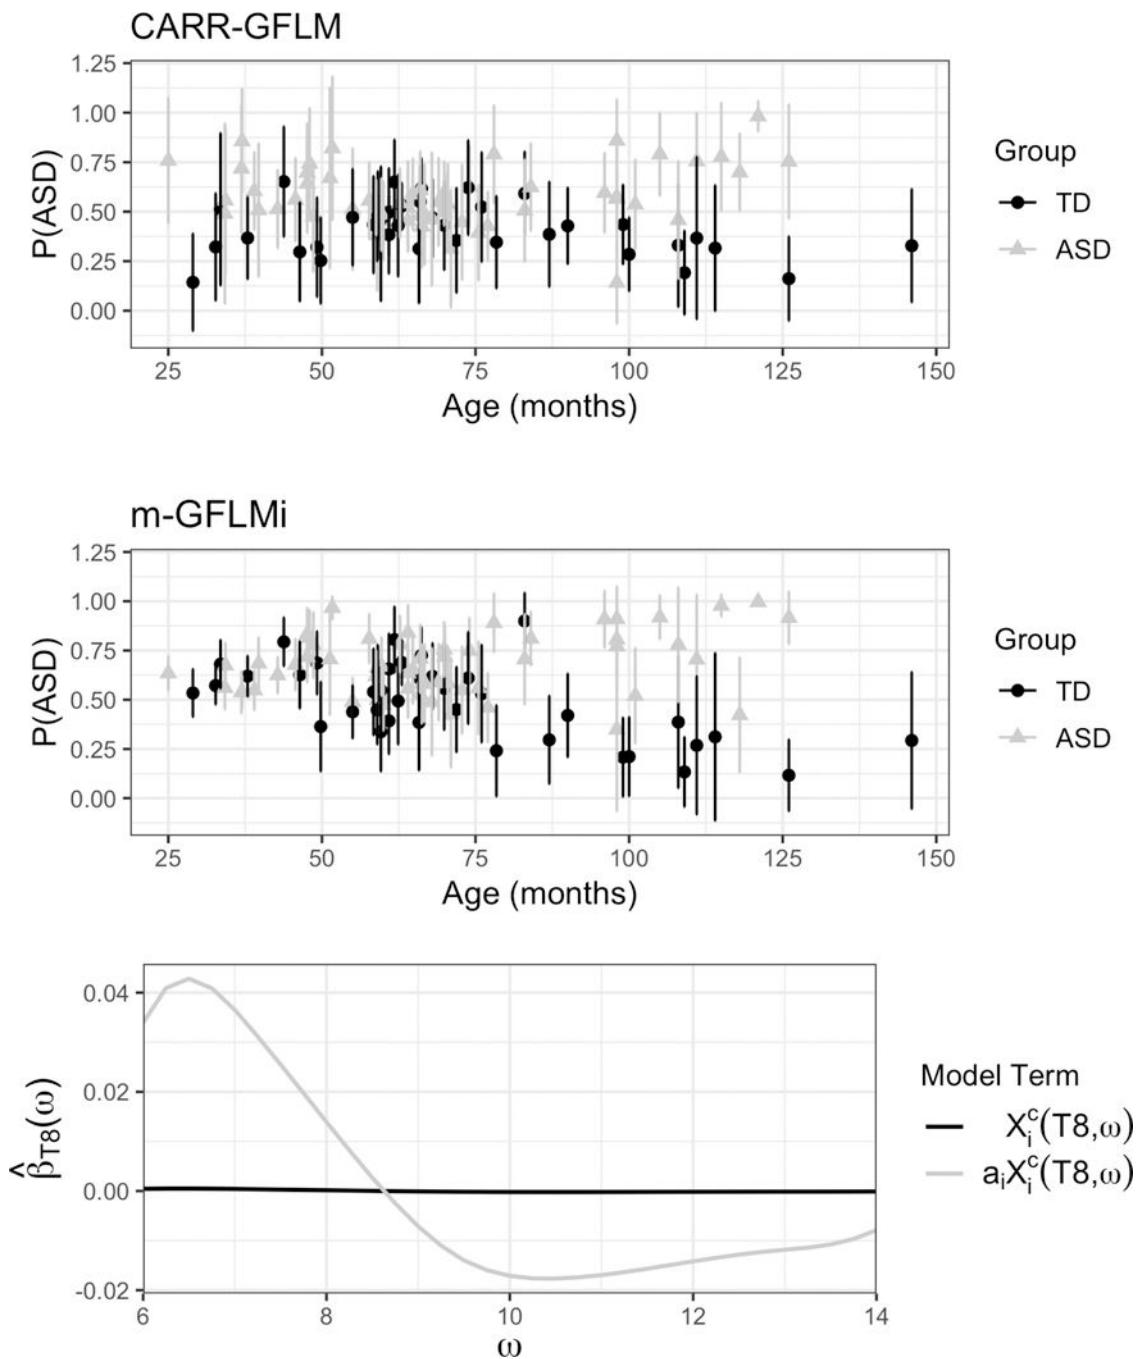 CARR-GFLM
1.25
1.00
0.75
0.50
0.25
0.00
P(ASD)
25 50 75 100 125 150
Age (months)
Group
TD
ASD
m-GFLMi
1.25
1.00
0.75
0.50
0.25
0.00
P(ASD)
25 50 75 100 125 150
Age (months)
Group
TD
ASD
0.04
0.02
0.00
-0.02
β̂_T8(ω)
6 8 10 12 14
ω
Model Term
X_i^c(T8,ω)
a_iX_i^c(T8,ω)